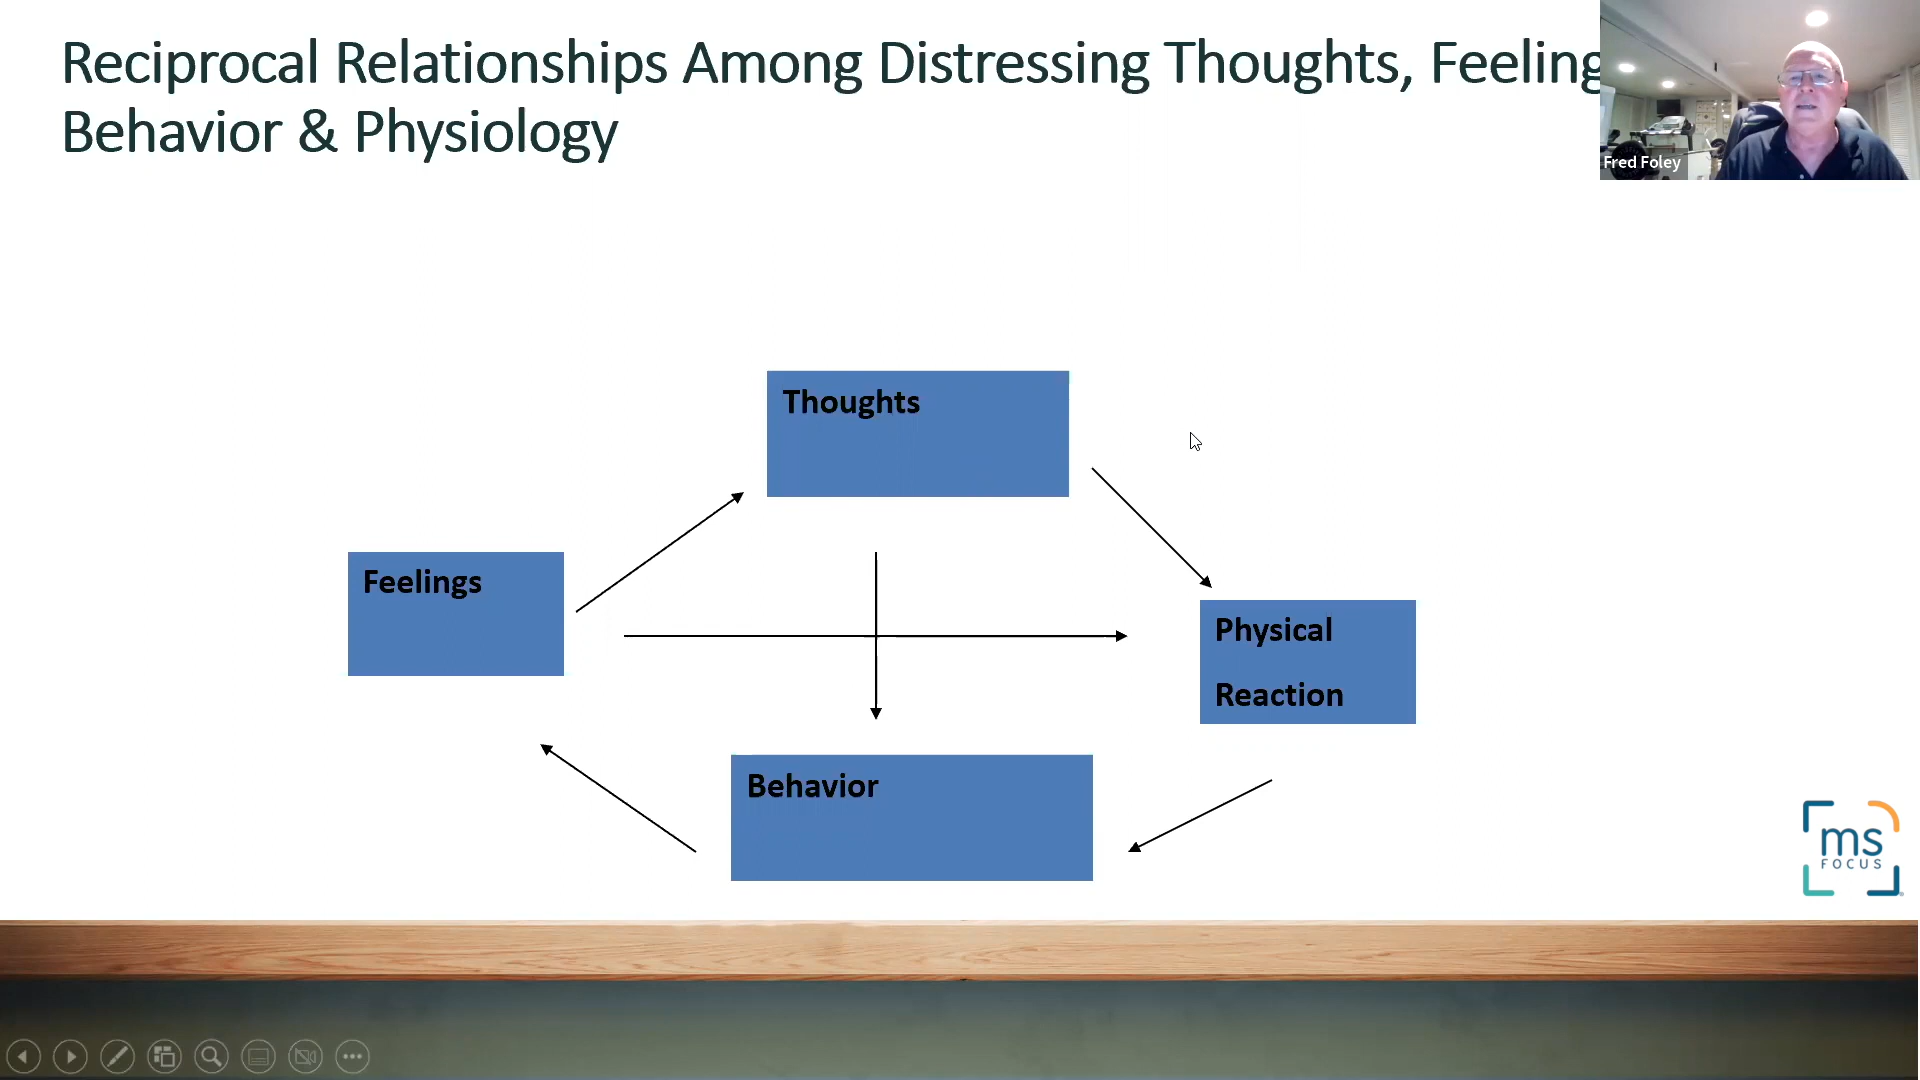 Reciprocal Relationships Among Distressing Thoughts, Feeling
Behavior & Physiology
Fred Foley
Thoughts
Feelings
Physical
Reaction
Behavior
ms
FOCUS